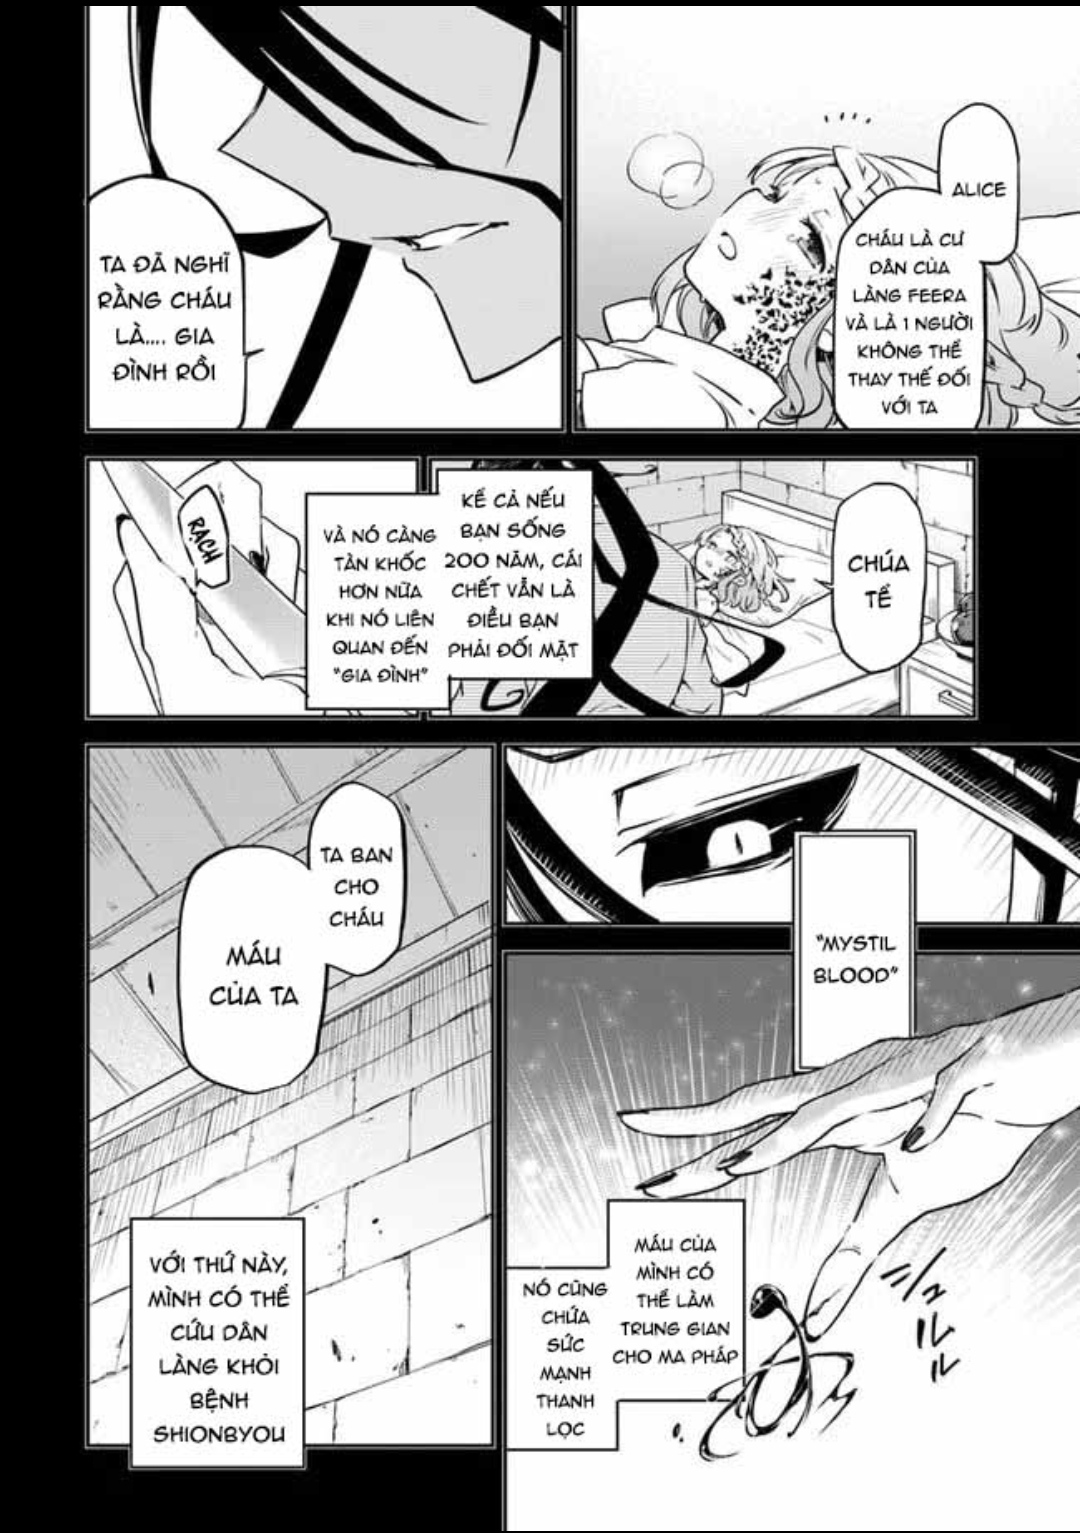 ALICE
CHÁU LÀ CƯ
DÂN CỦA
LÀNG FEERA
VÀ LÀ 1 NGƯỜI
KHÔNG THỂ
THAY THẾ ĐỐI
VỚI TA
TA ĐÃ NGHĨ
RẰNG CHÁU
LÀ.... GIA
ĐÌNH RỒI
CHÚA
TỂ
KỂ CẢ NẾU
BẠN SỐNG
200 NĂM, CÁI
CHẾT VẪN LÀ
ĐIỀU BẠN
PHẢI ĐỐI MẶT
VÀ NÓ CÀNG
TÀN KHỐC
HƠN NỮA
KHI NÓ LIÊN
QUAN ĐẾN
"GIA ĐÌNH"
RẠCH
"MYSTIL
BLOOD"
MÁU CỦA
MÌNH CÓ
THỂ LÀM
TRUNG GIAN
CHO MA PHÁP
NÓ CŨNG
CHỨA
SỨC
MẠNH
THANH
LỌC
シュルル
TA BAN
CHO
CHÁU
MÁU
CỦA TA
VỚI THỨ NÀY,
MÌNH CÓ THỂ
CỨU DÂN
LÀNG KHỎI
BỆNH
SHIONBYOU